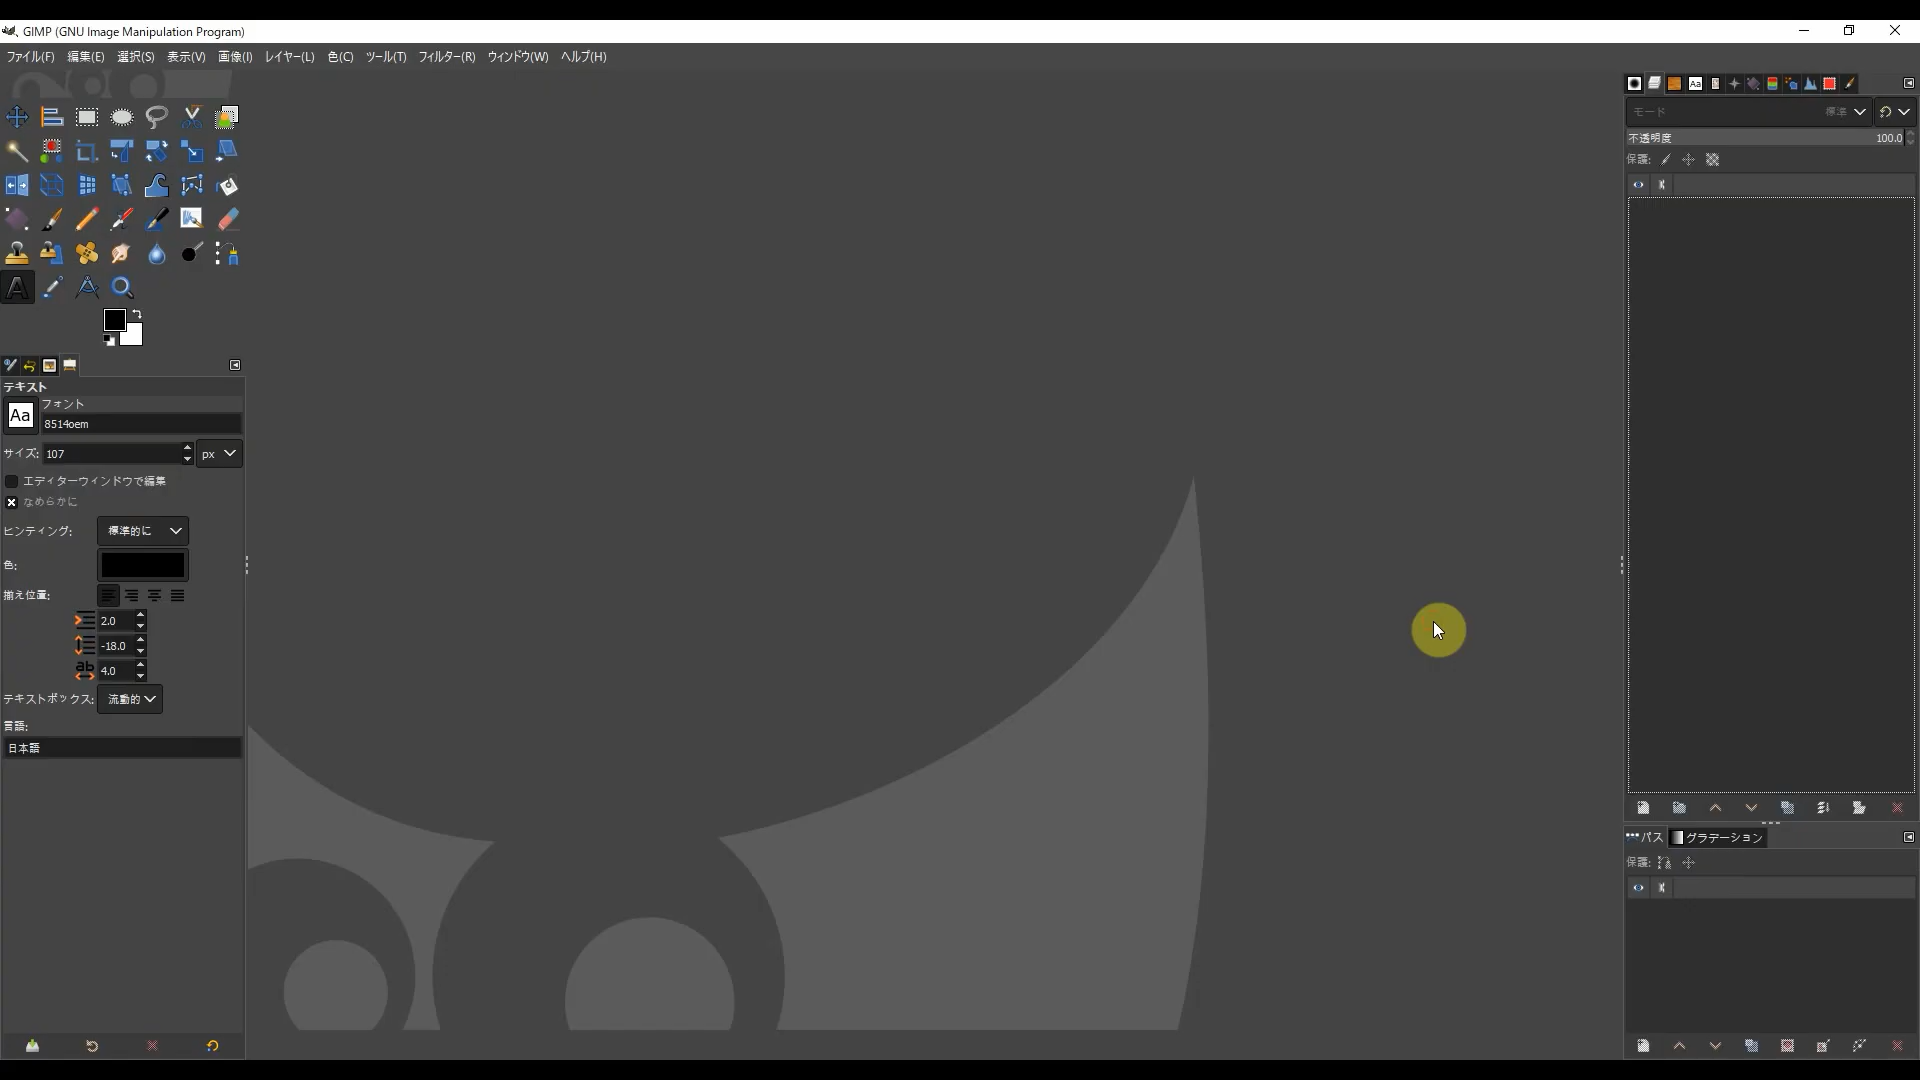 GIMP (GNU Image Manipulation Program)
ファイル(F) 編集(E) 選択(S) 表示(V) 画像(I) レイヤー(L) 色(C) ツール(T) フィルター(R) ウィンドウ(W) ヘルプ(H)
テキスト
Aa
フォント
8514oem
サイズ: 107 px
エディターウィンドウで編集
なめらかに
ヒンティング: 標準的に
色:
揃え位置:
2.0
-18.0
ab 4.0
テキストボックス: 流動的
言語:
日本語
Aa
モード 標準
不透明度 100.0
保護:
パス グラデーション
保護: